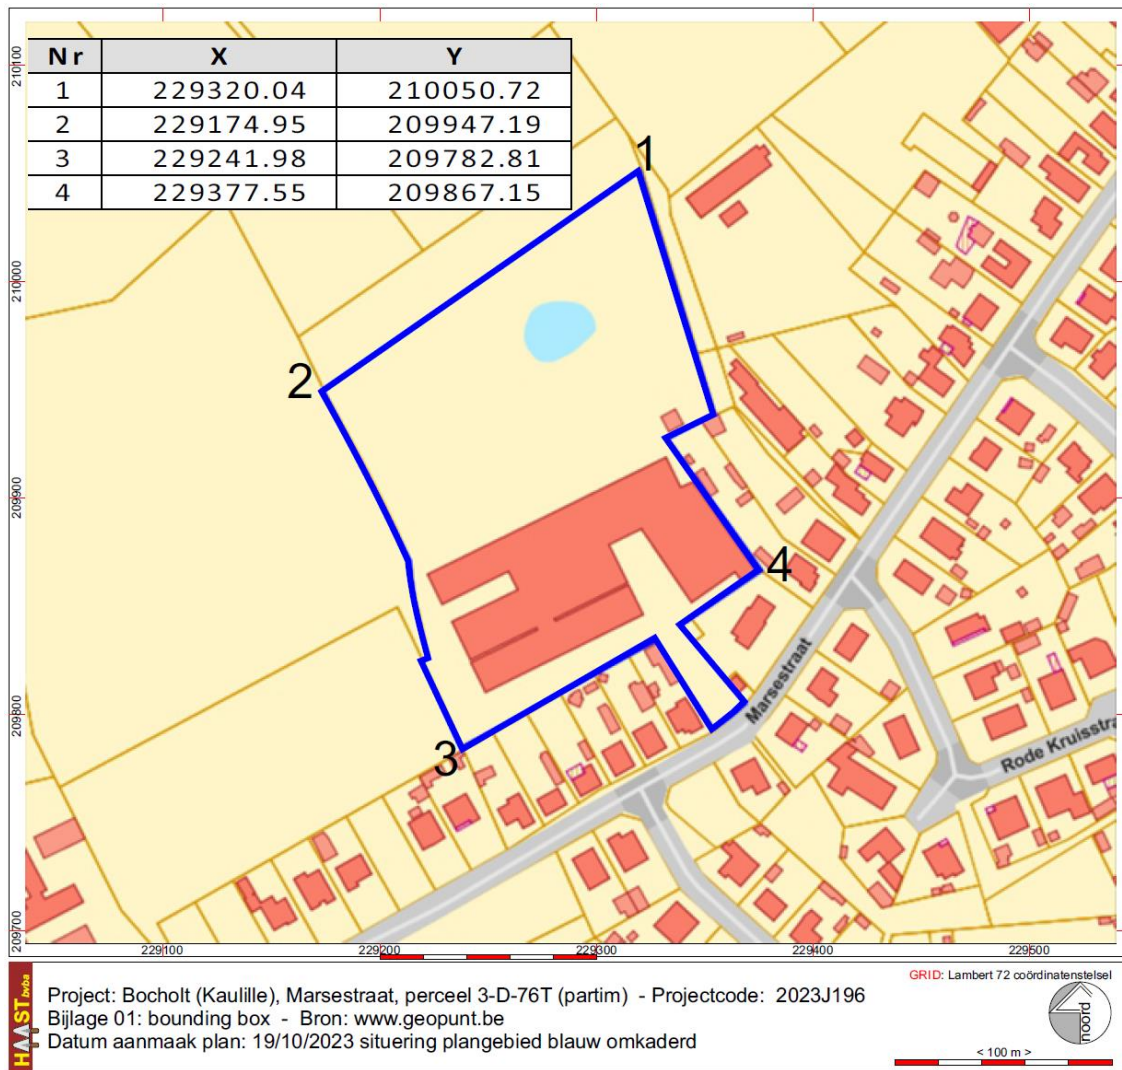 Nr X Y
1 229320.04 210050.72
2 229174.95 209947.19
3 229241.98 209782.81
4 229377.55 209867.15
210100
210000
209900
209800
209700
1
2
3
4
Marsestraat
Rode Kruisstra
229100 229200 229300 229400 229500
HAAST bvba
Project: Bocholt (Kaulille), Marsestraat, perceel 3-D-76T (partim) - Projectcode: 2023J196
Bijlage 01: bounding box - Bron: www.geopunt.be
Datum aanmaak plan: 19/10/2023 situering plangebied blauw omkaderd
GRID: Lambert 72 coördinatenstelsel
noord
< 100 m >